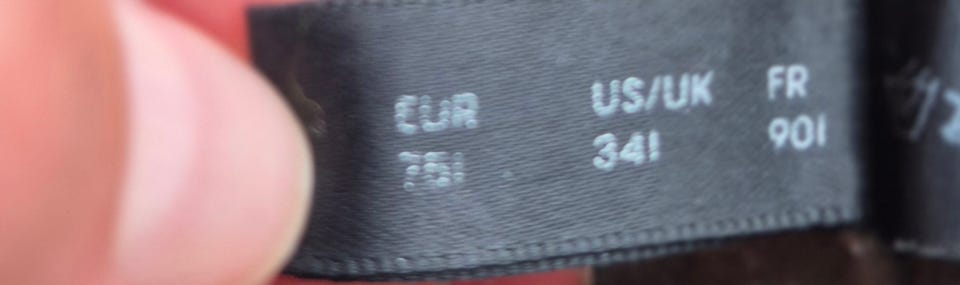 EUR US/UK FR
75I 34I 90I